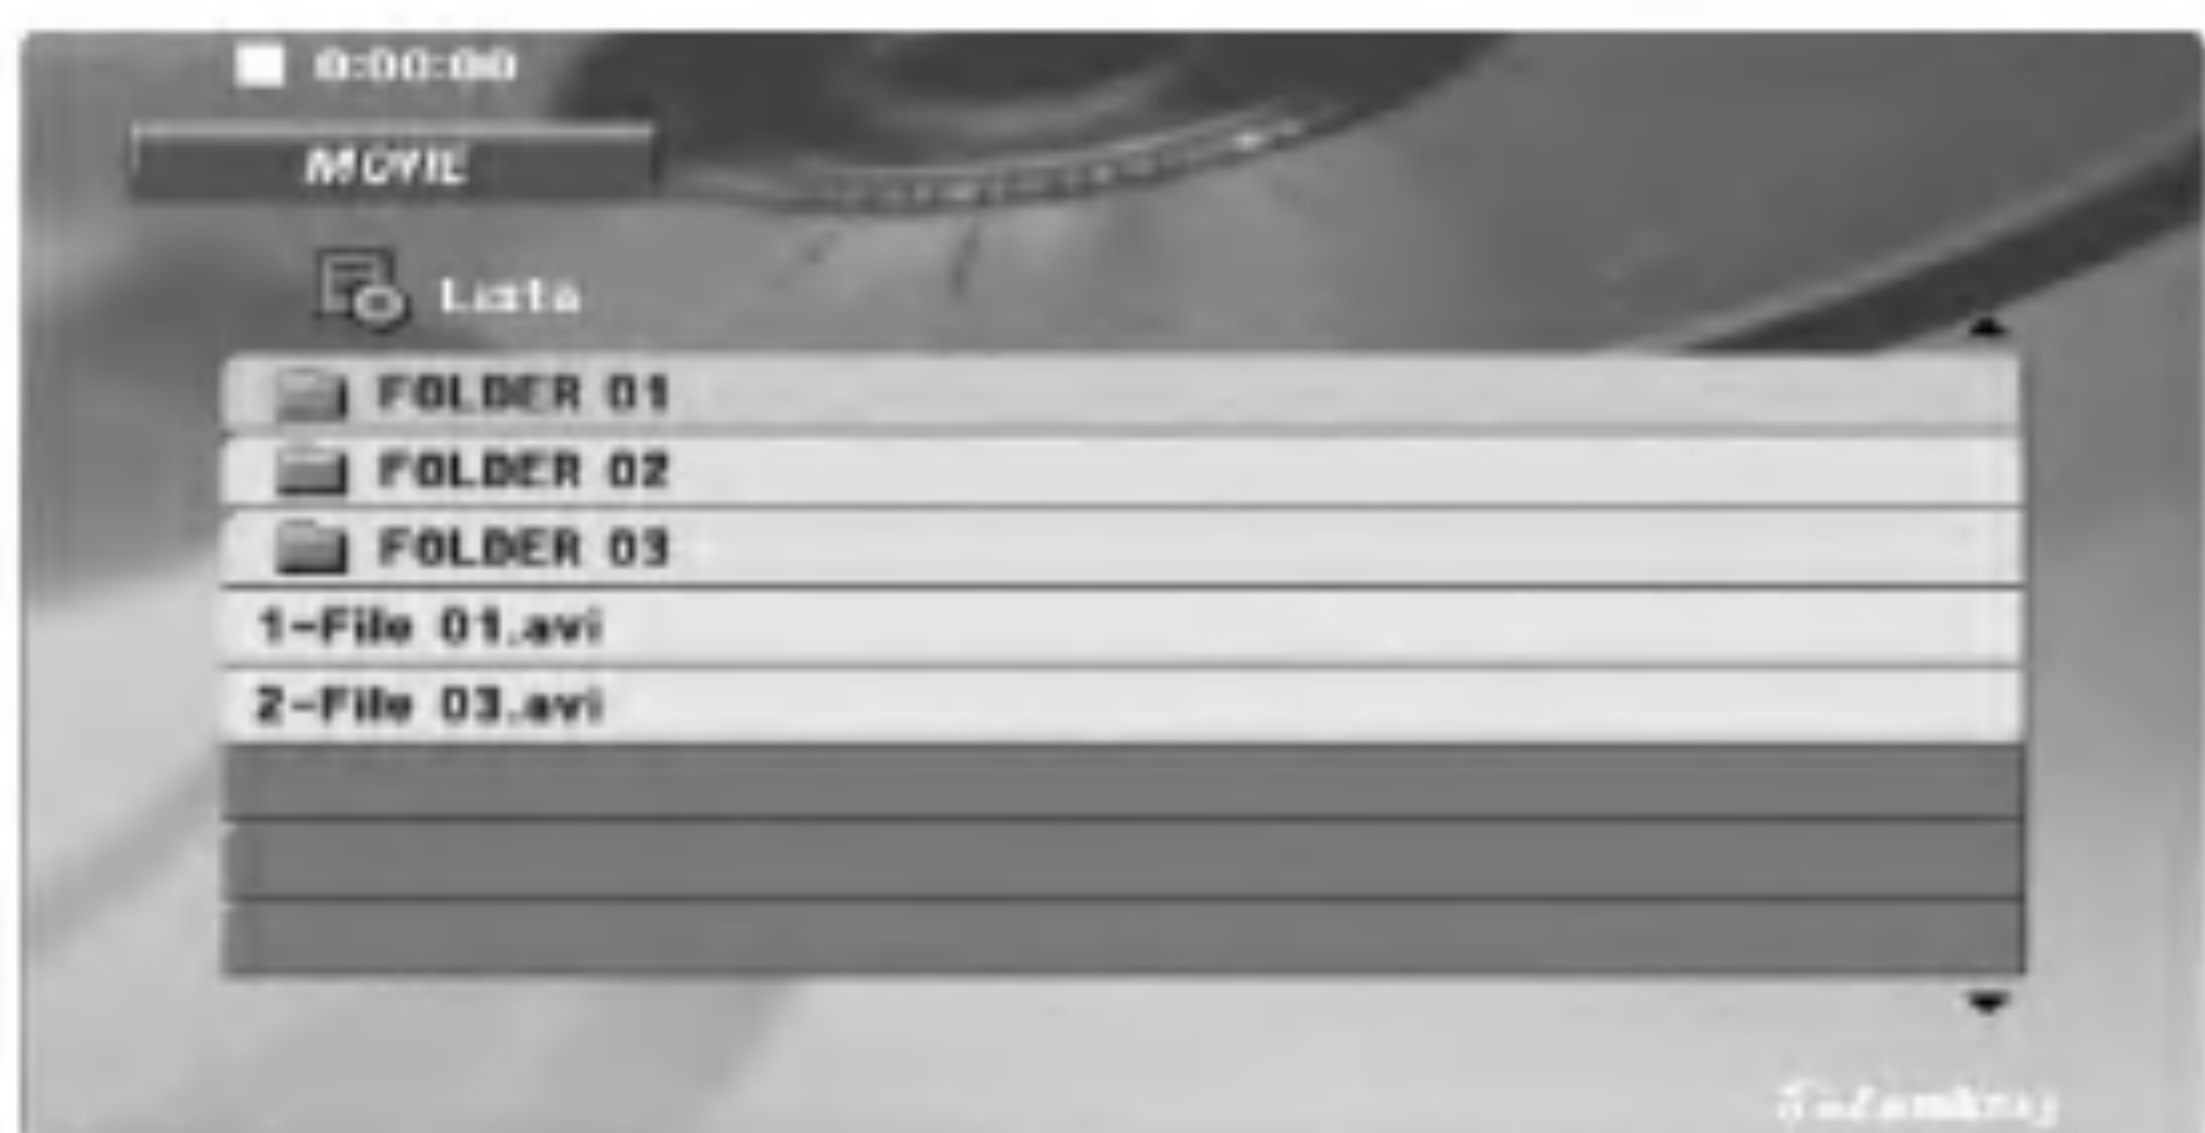 0:00:00
MOVIE
Lista
FOLDER 01
FOLDER 02
FOLDER 03
1-File 01.avi
2-File 03.avi